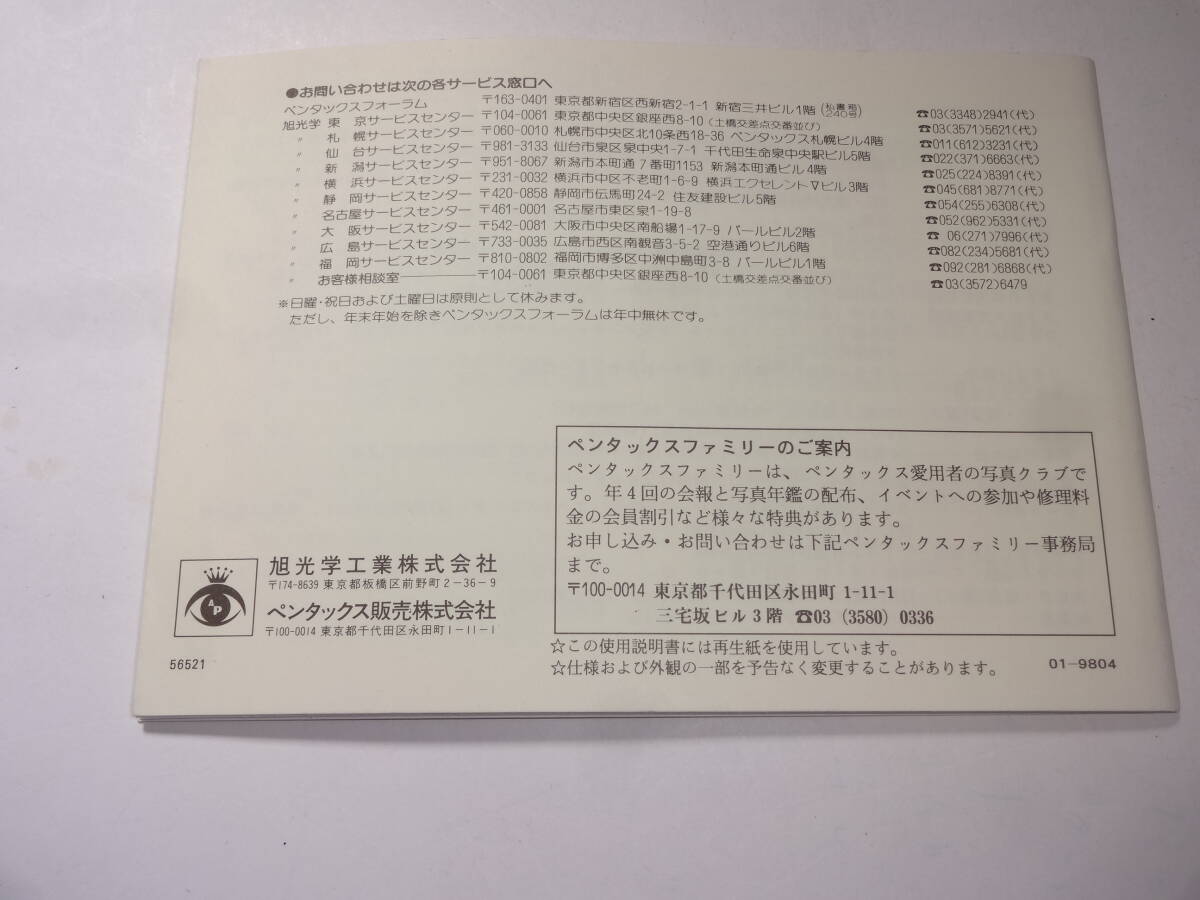 ●お問い合わせは次の各サービス窓口へ
ペンタックスフォーラム 〒163-0401 東京都新宿区西新宿2-1-1 新宿三井ビル1階 (私書箱240号) ☎03(3348)2941(代)
旭光学 東 京サービスセンター 〒104-0061 東京都中央区銀座西8-10 (土橋交差点交番並び) ☎03(3571)5621(代)
〃 札 幌サービスセンター 〒060-0010 札幌市中央区北10条西18-36 ペンタックス札幌ビル4階 ☎011(612)3231(代)
〃 仙 台サービスセンター 〒981-3133 仙台市泉区泉中央1-7-1 千代田生命泉中央駅ビル5階 ☎022(371)6663(代)
〃 新 潟サービスセンター 〒951-8067 新潟市本町通7番町1153 新潟本町通ビル4階 ☎025(224)8391(代)
〃 横 浜サービスセンター 〒231-0032 横浜市中区不老町1-6-9 横浜エクセレントⅤビル3階 ☎045(681)8771(代)
〃 静 岡サービスセンター 〒420-0858 静岡市伝馬町24-2 住友建設ビル5階 ☎054(255)6308(代)
〃 名古屋サービスセンター 〒461-0001 名古屋市東区泉1-19-8 ☎052(962)5331(代)
〃 大 阪サービスセンター 〒542-0081 大阪市中央区南船場1-17-9 パールビル2階 ☎06(271)7996(代)
〃 広 島サービスセンター 〒733-0035 広島市西区南観音3-5-2 空港通りビル6階 ☎082(234)5681(代)
〃 福 岡サービスセンター 〒810-0802 福岡市博多区中洲中島町3-8 パールビル1階 ☎092(281)6868(代)
〃 お客様相談室――――〒104-0061 東京都中央区銀座西8-10 (土橋交差点交番並び) ☎03(3572)6479
※日曜・祝日および土曜日は原則として休みます。
ただし、年末年始を除きペンタックスフォーラムは年中無休です。
ペンタックスファミリーのご案内
ペンタックスファミリーは、ペンタックス愛用者の写真クラブで
す。年4回の会報と写真年鑑の配布、イベントへの参加や修理料
金の会員割引など様々な特典があります。
お申し込み・お問い合わせは下記ペンタックスファミリー事務局
まで。
〒100-0014 東京都千代田区永田町 1-11-1
三宅坂ビル3階 ☎03 (3580) 0336
AP
旭光学工業株式会社
〒174-8639 東京都板橋区前野町2-36-9
ペンタックス販売株式会社
〒100-0014 東京都千代田区永田町1-11-1
☆この使用説明書には再生紙を使用しています。
☆仕様および外観の一部を予告なく変更することがあります。
56521
01-9804